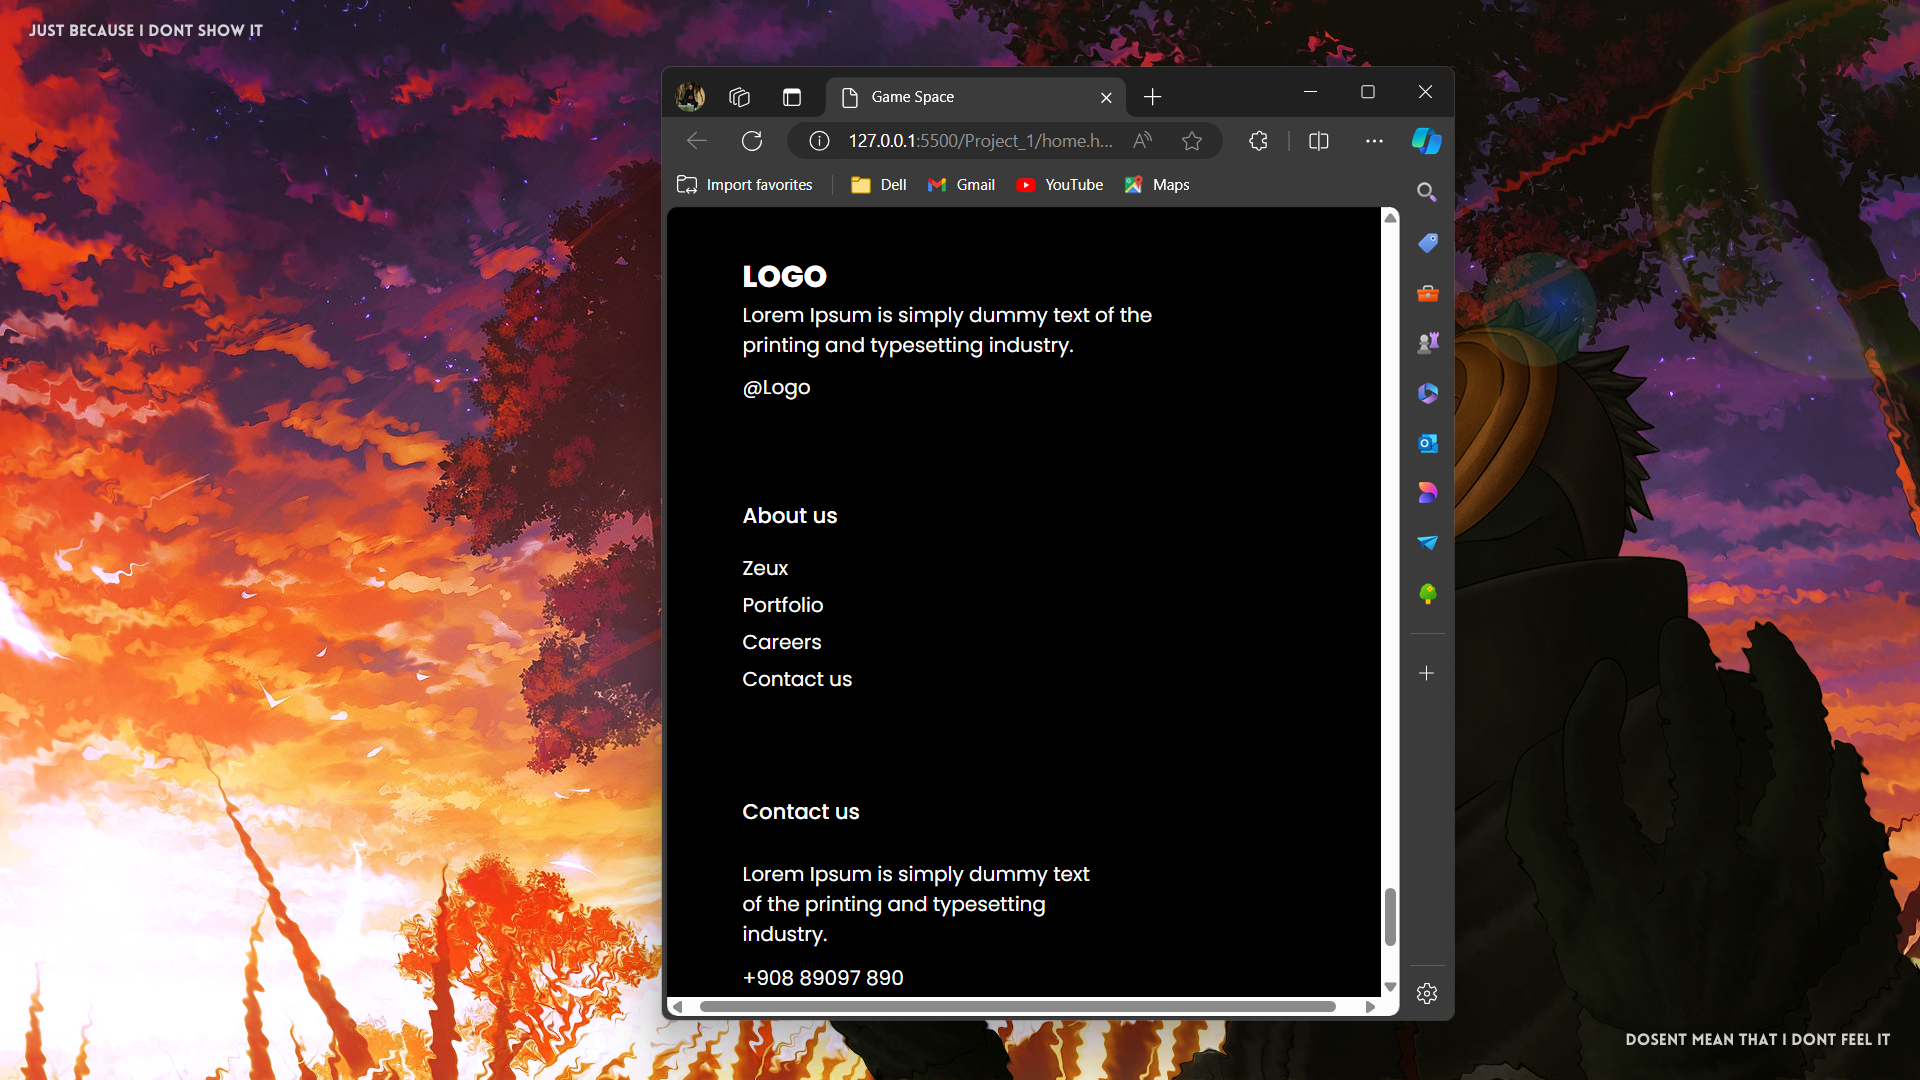 JUST BECAUSE I DONT SHOW IT
Game Space
127.0.0.1:5500/Project_1/home.h...
Import favorites
Dell
Gmail
YouTube
Maps
LOGO
Lorem Ipsum is simply dummy text of the
printing and typesetting industry.
@Logo
About us
Zeux
Portfolio
Careers
Contact us
Contact us
Lorem Ipsum is simply dummy text
of the printing and typesetting
industry.
+908 89097 890
DOSENT MEAN THAT I DONT FEEL IT